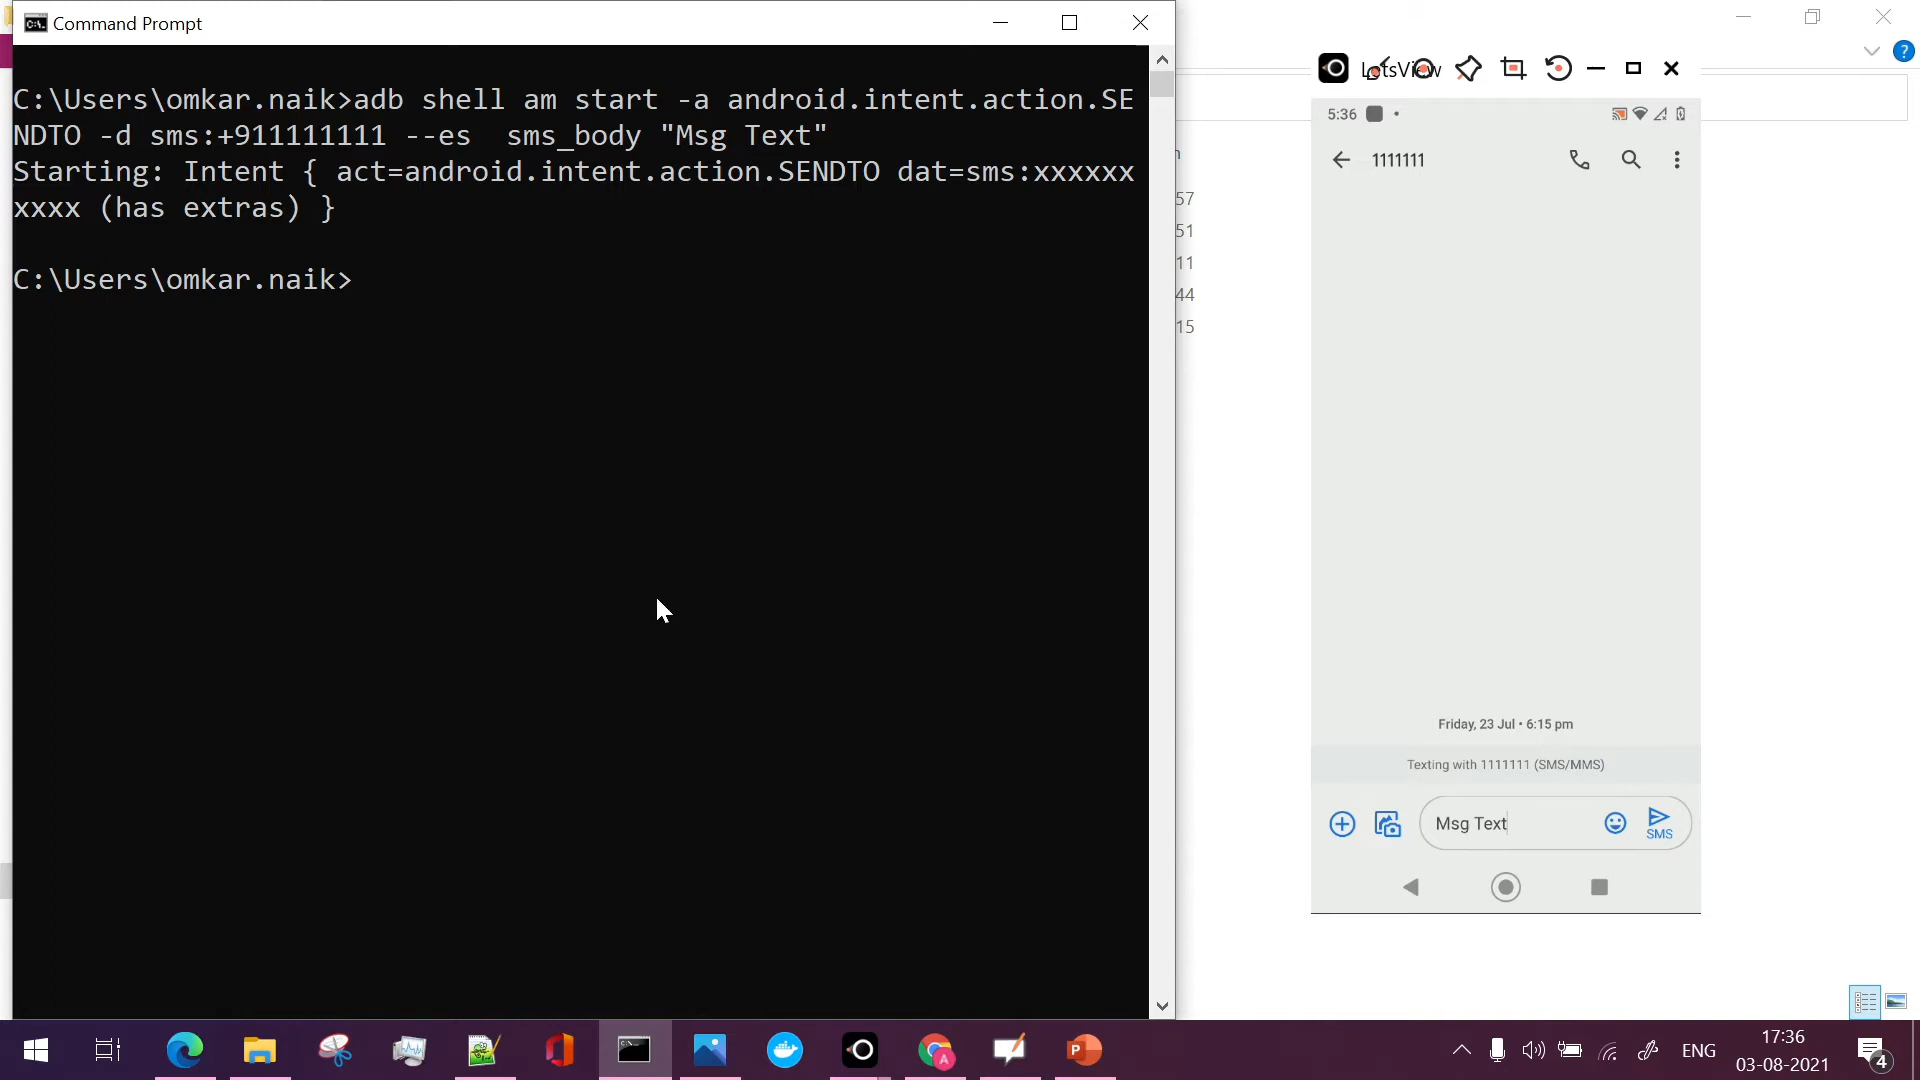 Command Prompt
C:\Users\omkar.naik>adb shell am start -a android.intent.action.SE
NDTO -d sms:+911111111 --es  sms_body "Msg Text"
Starting: Intent { act=android.intent.action.SENDTO dat=sms:xxxxxx
xxxx (has extras) }
C:\Users\omkar.naik>
57
51
11
44
15
?
LetsView
5:36
1111111
Friday, 23 Jul • 6:15 pm
Texting with 1111111 (SMS/MMS)
Msg Text
SMS
A
P
ENG
17:36
03-08-2021
4